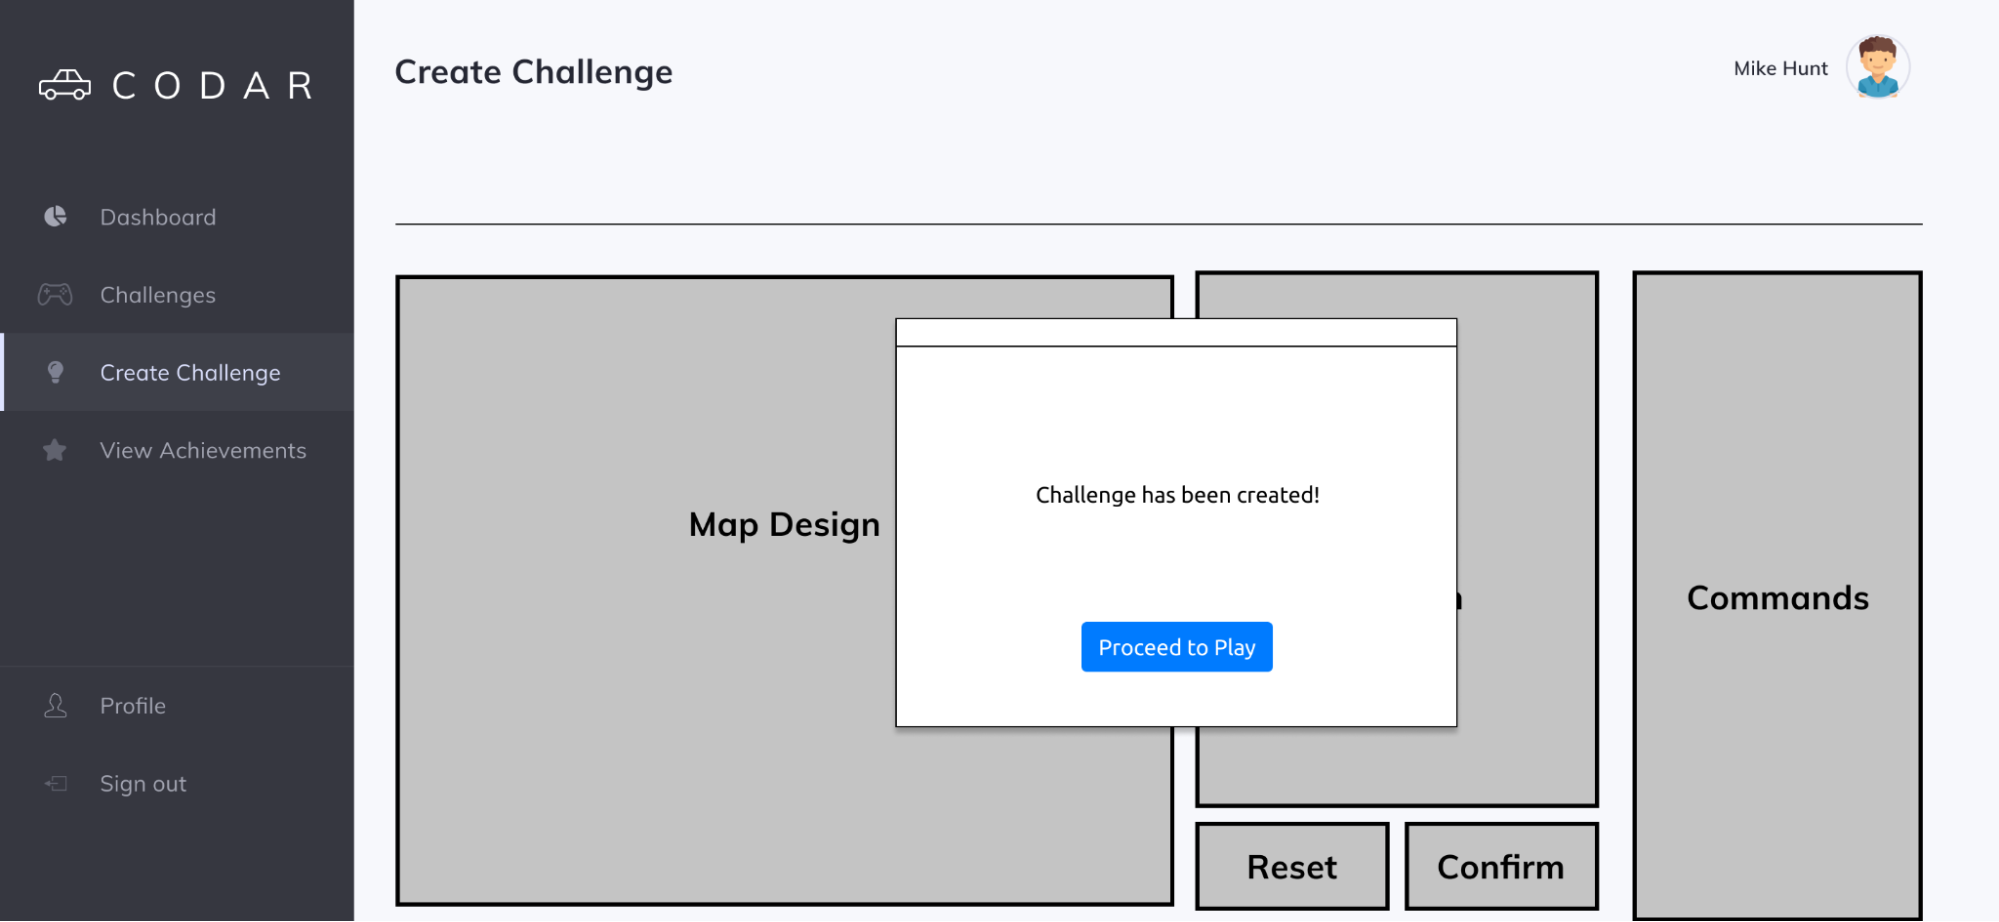 CODAR
Dashboard
Challenges
Create Challenge
View Achievements
Profile
Sign out
Create Challenge
Mike Hunt
Map Design
Challenge has been created!
Proceed to Play
Commands
Reset
Confirm